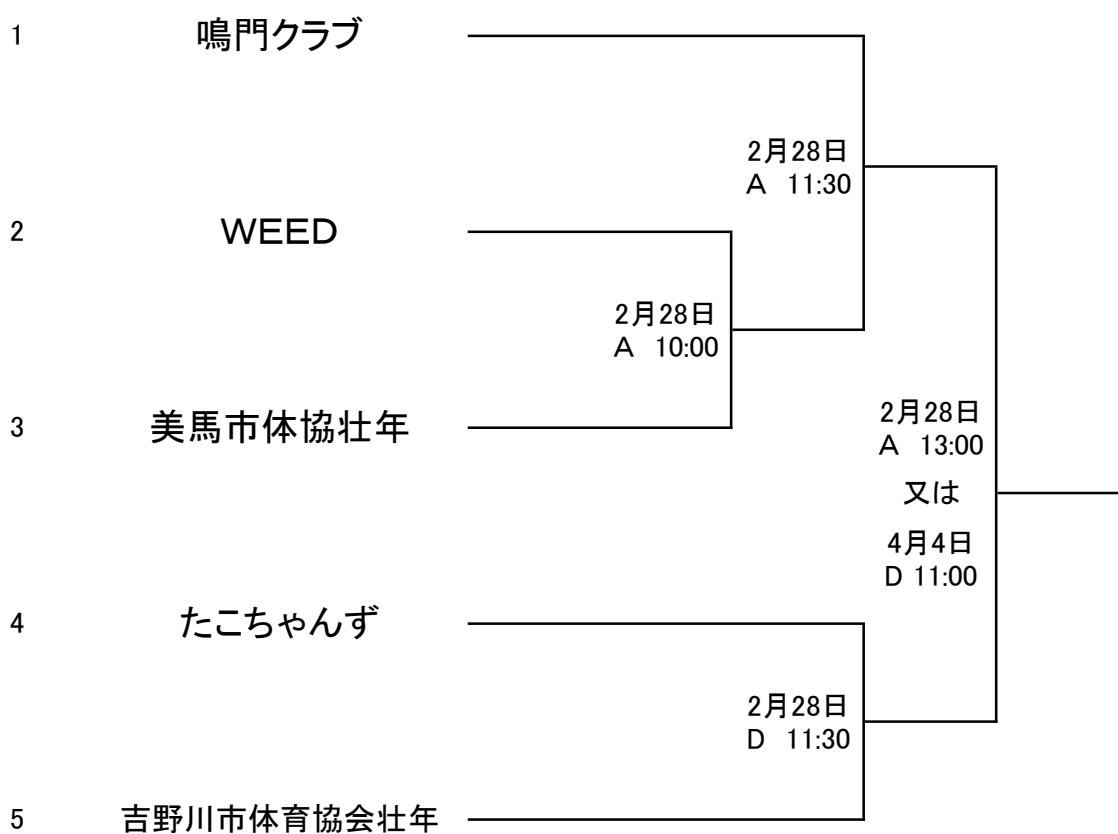 1 鳴門クラブ
2月28日
A 11:30
2 WEED
2月28日
A 10:00
3 美馬市体協壮年
2月28日
A 13:00
又は
4月4日
D 11:00
4 たこちゃんず
2月28日
D 11:30
5 吉野川市体育協会壮年